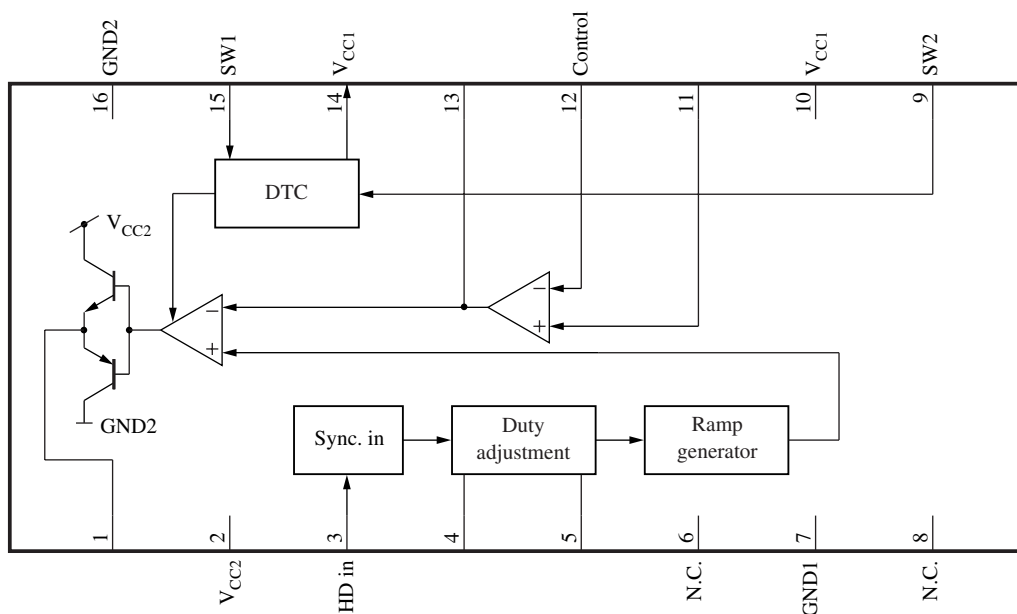 GND2
SW1
VCC1
Control
VCC1
SW2
16
15
14
13
12
11
10
9
DTC
VCC2
−
+
−
+
GND2
Sync. in
Duty
adjustment
Ramp
generator
1
2
3
4
5
6
7
8
VCC2
HD in
N.C.
GND1
N.C.